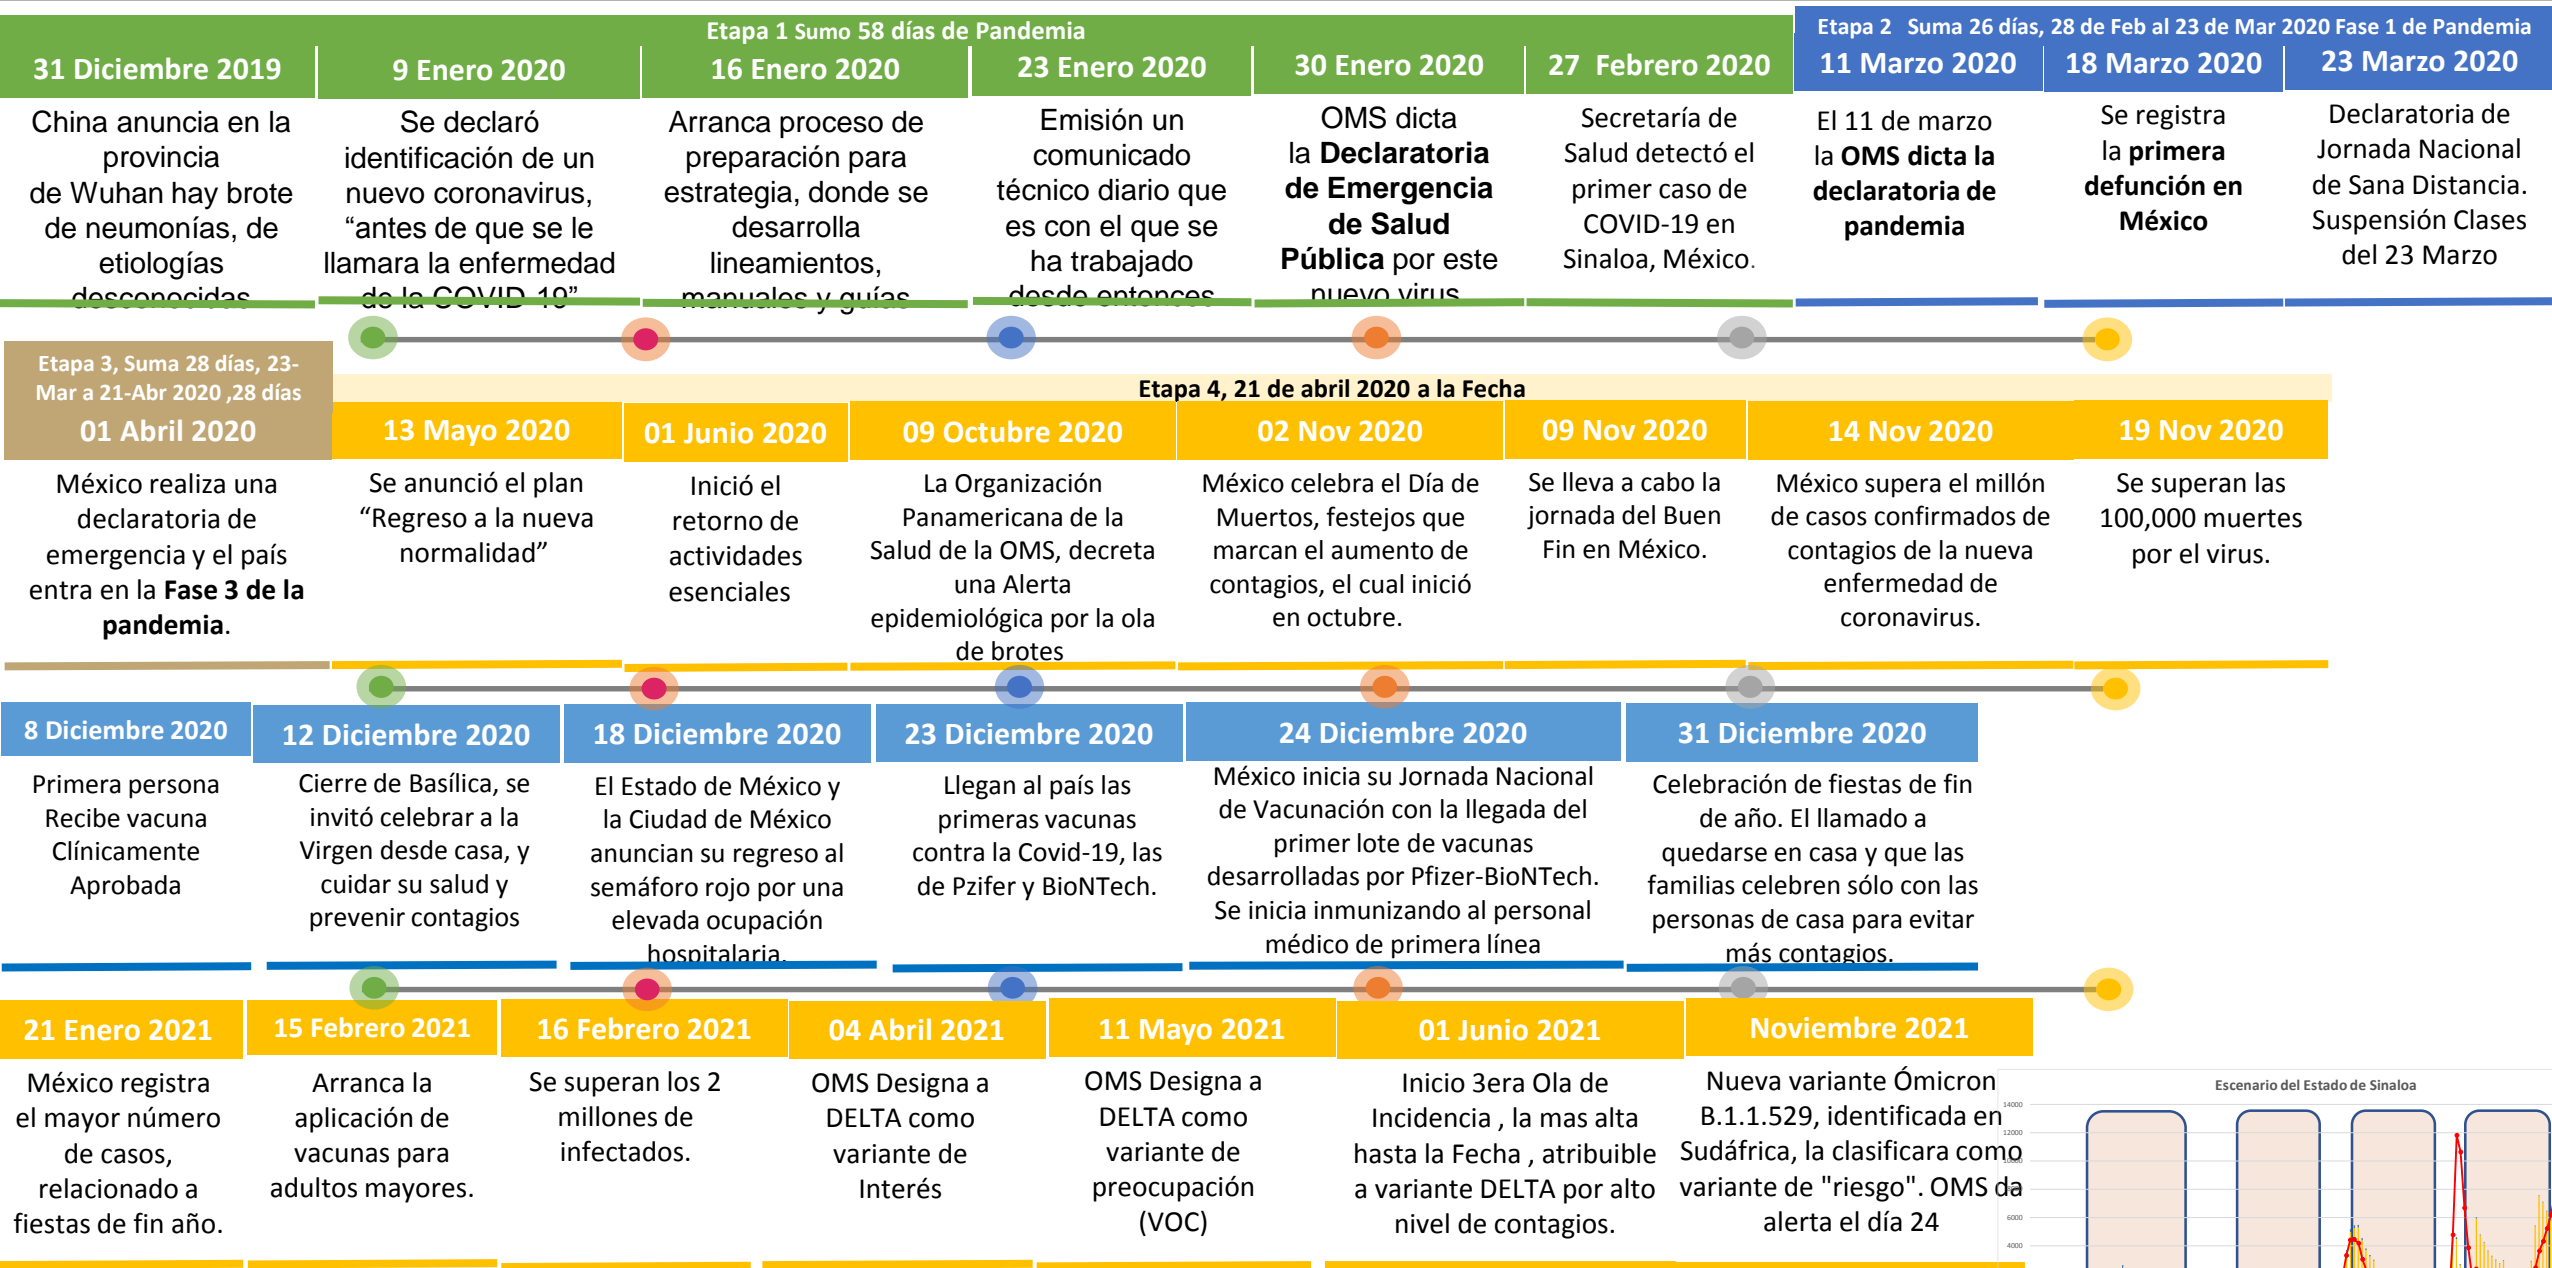 Etapa 1 Sumo 58 días de Pandemia
Etapa 2 Suma 26 días, 28 de Feb al 23 de Mar 2020 Fase 1 de Pandemia
31 Diciembre 2019
China anuncia en la
provincia
de Wuhan hay brote
de neumonías, de
etiologías
desconocidas
9 Enero 2020
Se declaró
identificación de un
nuevo coronavirus,
“antes de que se le
llamara la enfermedad
de la COVID-19”
16 Enero 2020
Arranca proceso de
preparación para
estrategia, donde se
desarrolla
lineamientos,
manuales y guías
23 Enero 2020
Emisión un
comunicado
técnico diario que
es con el que se
ha trabajado
desde entonces
30 Enero 2020
OMS dicta
la Declaratoria
de Emergencia
de Salud
Pública por este
nuevo virus
27 Febrero 2020
Secretaría de
Salud detectó el
primer caso de
COVID-19 en
Sinaloa, México.
11 Marzo 2020
El 11 de marzo
la OMS dicta la
declaratoria de
pandemia
18 Marzo 2020
Se registra
la primera
defunción en
México
23 Marzo 2020
Declaratoria de
Jornada Nacional
de Sana Distancia.
Suspensión Clases
del 23 Marzo
Etapa 3, Suma 28 días, 23-
Mar a 21-Abr 2020 ,28 días
01 Abril 2020
México realiza una
declaratoria de
emergencia y el país
entra en la Fase 3 de la
pandemia.
Etapa 4, 21 de abril 2020 a la Fecha
13 Mayo 2020
Se anunció el plan
“Regreso a la nueva
normalidad”
01 Junio 2020
Inició el
retorno de
actividades
esenciales
09 Octubre 2020
La Organización
Panamericana de la
Salud de la OMS, decreta
una Alerta
epidemiológica por la ola
de brotes
02 Nov 2020
México celebra el Día de
Muertos, festejos que
marcan el aumento de
contagios, el cual inició
en octubre.
09 Nov 2020
Se lleva a cabo la
jornada del Buen
Fin en México.
14 Nov 2020
México supera el millón
de casos confirmados de
contagios de la nueva
enfermedad de
coronavirus.
19 Nov 2020
Se superan las
100,000 muertes
por el virus.
8 Diciembre 2020
Primera persona
Recibe vacuna
Clínicamente
Aprobada
12 Diciembre 2020
Cierre de Basílica, se
invitó celebrar a la
Virgen desde casa, y
cuidar su salud y
prevenir contagios
18 Diciembre 2020
El Estado de México y
la Ciudad de México
anuncian su regreso al
semáforo rojo por una
elevada ocupación
hospitalaria.
23 Diciembre 2020
Llegan al país las
primeras vacunas
contra la Covid-19, las
de Pzifer y BioNTech.
24 Diciembre 2020
México inicia su Jornada Nacional
de Vacunación con la llegada del
primer lote de vacunas
desarrolladas por Pfizer-BioNTech.
Se inicia inmunizando al personal
médico de primera línea
31 Diciembre 2020
Celebración de fiestas de fin
de año. El llamado a
quedarse en casa y que las
familias celebren sólo con las
personas de casa para evitar
más contagios.
21 Enero 2021
México registra
el mayor número
de casos,
relacionado a
fiestas de fin año.
15 Febrero 2021
Arranca la
aplicación de
vacunas para
adultos mayores.
16 Febrero 2021
Se superan los 2
millones de
infectados.
04 Abril 2021
OMS Designa a
DELTA como
variante de
Interés
11 Mayo 2021
OMS Designa a
DELTA como
variante de
preocupación
(VOC)
01 Junio 2021
Inicio 3era Ola de
Incidencia , la mas alta
hasta la Fecha , atribuible
a variante DELTA por alto
nivel de contagios.
Noviembre 2021
Nueva variante Ómicron
B.1.1.529, identificada en
Sudáfrica, la clasificara como
variante de "riesgo". OMS da
alerta el día 24
Escenario del Estado de Sinaloa
14000
12000
6000
4000